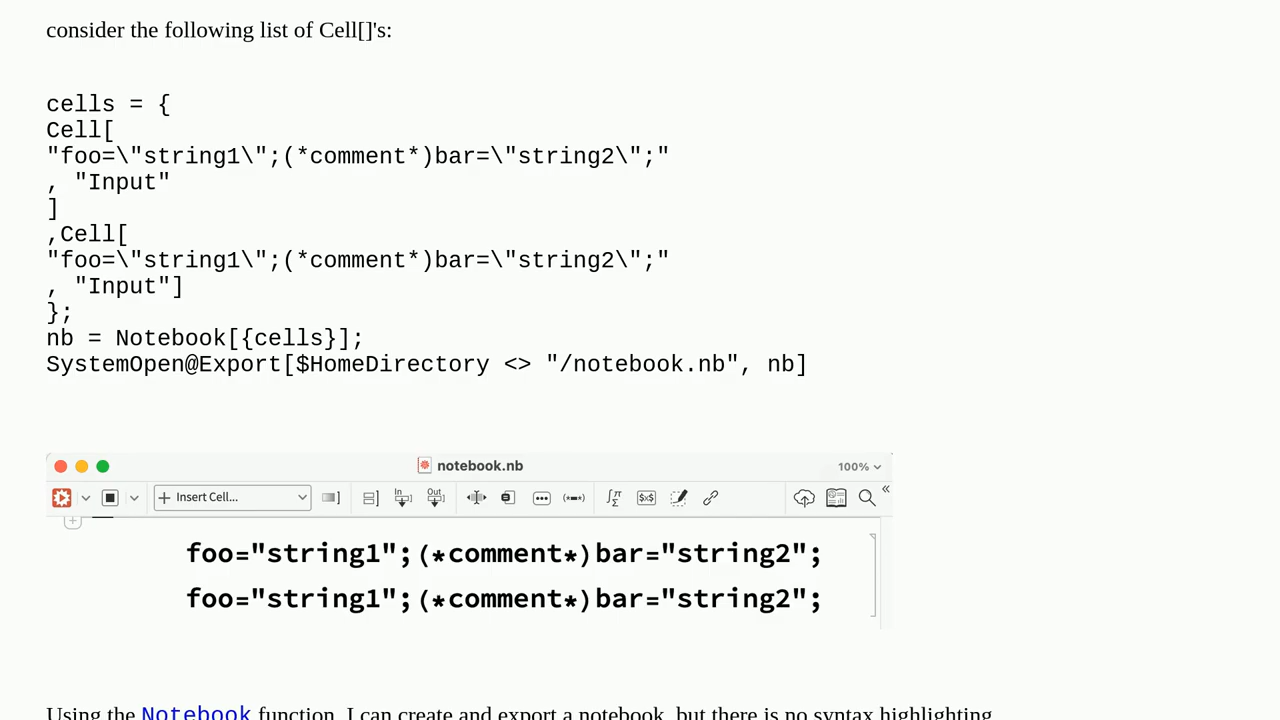 consider the following list of Cell[]'s:
cells = {
Cell[
"foo=\"string1\";(*comment*)bar=\"string2\";"
, "Input"
]
,Cell[
"foo=\"string1\";(*comment*)bar=\"string2\";"
, "Input"]
};
nb = Notebook[{cells}];
SystemOpen@Export[$HomeDirectory <> "/notebook.nb", nb]
notebook.nb
100%
Insert Cell...
In
Out
foo="string1";(*comment*)bar="string2";
foo="string1";(*comment*)bar="string2";
Using the Notebook function, I can create and export a notebook, but there is no syntax highlighting